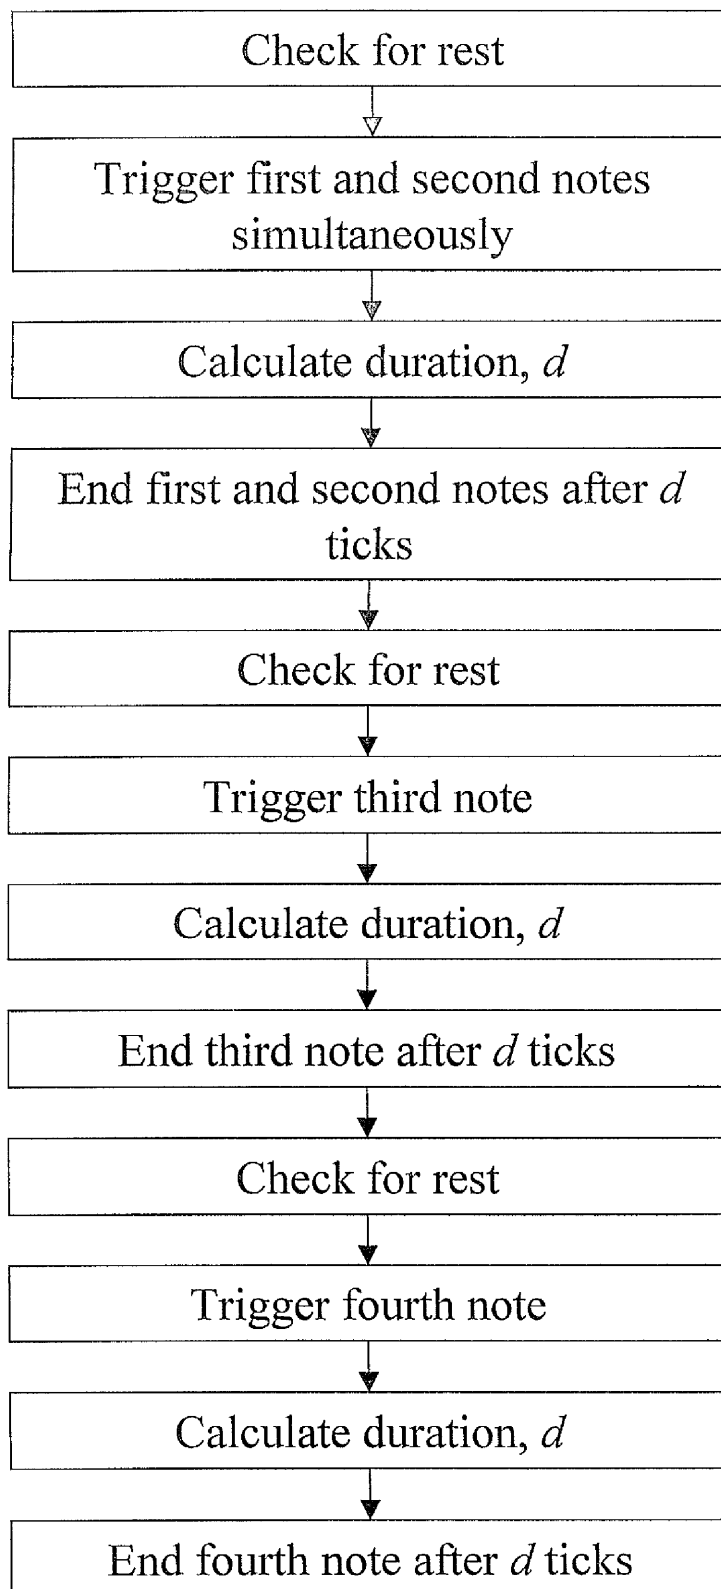 Check for rest
Trigger first and second notes
simultaneously
Calculate duration, d
End first and second notes after d
ticks
Check for rest
Trigger third note
Calculate duration, d
End third note after d ticks
Check for rest
Trigger fourth note
Calculate duration, d
End fourth note after d ticks